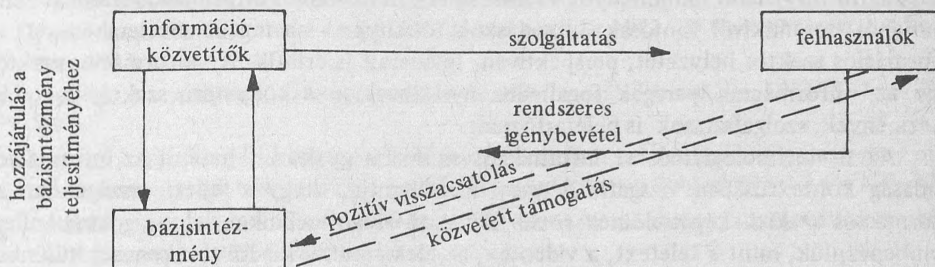 hozzájárulás a
bázisintézmény
teljesítményéhez
információ-
közvetítők
szolgáltatás
felhasználók
rendszeres
igénybevétel
pozitív visszacsatolás
közvetett támogatás
bázisintéz-
mény